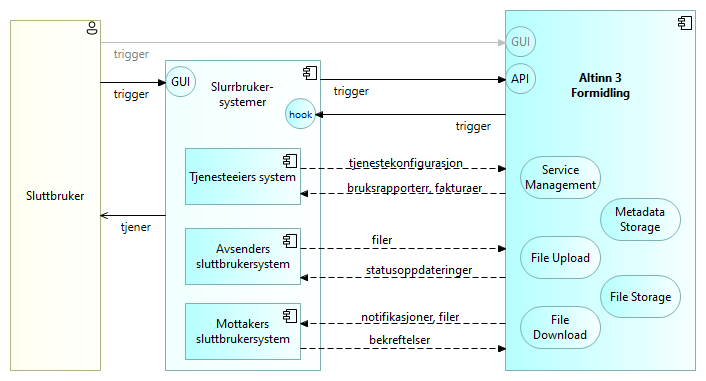 trigger
GUI
Altinn 3
Formidling
trigger
GUI
Slurrbruker-
systemer
trigger
API
hook
trigger
Tjenesteeiers system
tjenestekonfigurasjon
bruksrapporterr, fakturaer
Service
Management
Sluttbruker
Metadata
Storage
tjener
Avsenders
sluttbrukersystem
filer
statusoppdateringer
File Upload
File Storage
Mottakers
sluttbrukersystem
notifikasjoner, filer
bekreftelser
File
Download